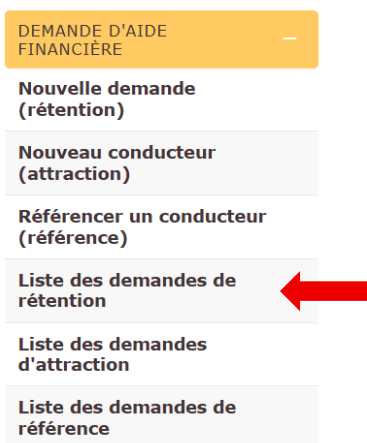 DEMANDE D'AIDE
FINANCIÈRE
Nouvelle demande
(rétention)
Nouveau conducteur
(attraction)
Référencer un conducteur
(référence)
Liste des demandes de
rétention
Liste des demandes
d'attraction
Liste des demandes de
référence